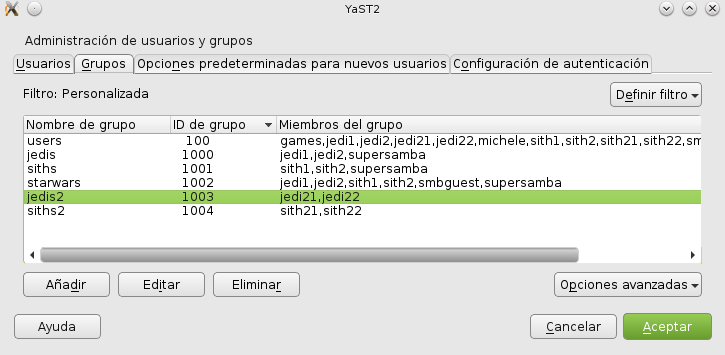 YaST2
Administración de usuarios y grupos
Usuarios Grupos Opciones predeterminadas para nuevos usuarios Configuración de autenticación
Filtro: Personalizada Definir filtro
Nombre de grupo ID de grupo Miembros del grupo
users 100 games,jedi1,jedi2,jedi21,jedi22,michele,sith1,sith2,sith21,sith22,sm
jedis 1000 jedi1,jedi2,supersamba
siths 1001 sith1,sith2,supersamba
starwars 1002 jedi1,jedi2,sith1,sith2,smbguest,supersamba
jedis2 1003 jedi21,jedi22
siths2 1004 sith21,sith22
Añadir Editar Eliminar Opciones avanzadas
Ayuda Cancelar Aceptar